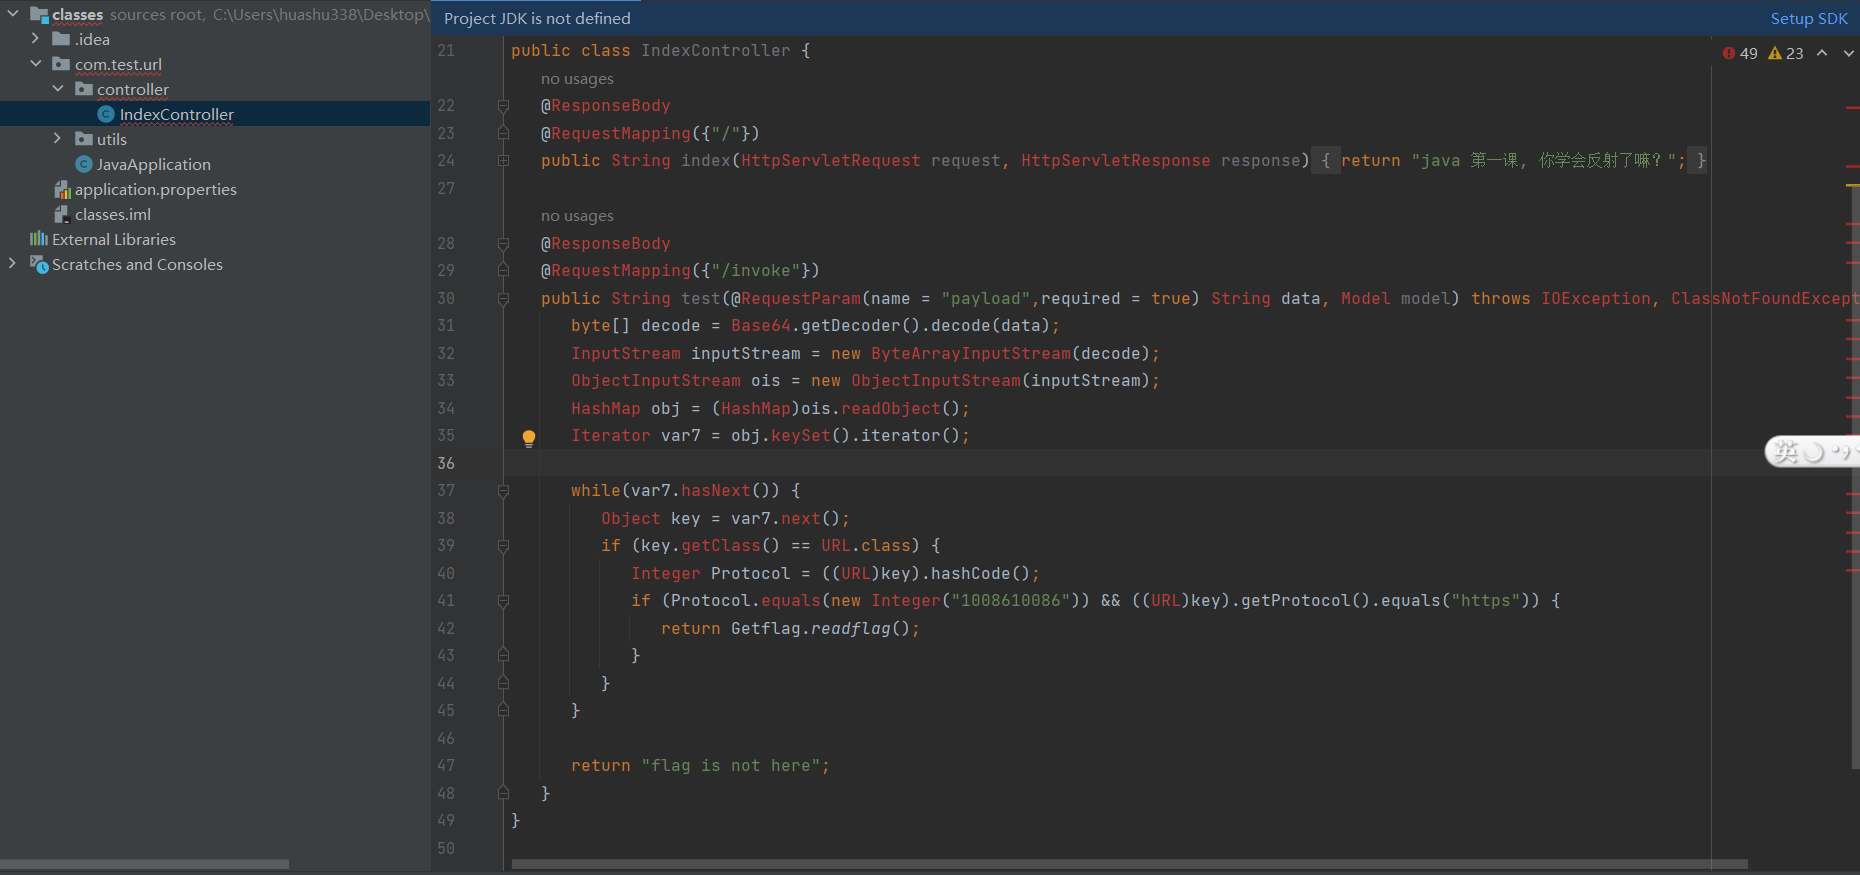 classes sources root, C:\Users\huashu338\Desktop\
.idea
com.test.url
controller
IndexController
utils
JavaApplication
application.properties
classes.iml
External Libraries
Scratches and Consoles
Project JDK is not defined
Setup SDK
49 23
21 public class IndexController {
no usages
22 @ResponseBody
23 @RequestMapping({"/"})
24 public String index(HttpServletRequest request, HttpServletResponse response) { return "java 第一课, 你学会反射了嘛? "; }
27
no usages
28 @ResponseBody
29 @RequestMapping({"/invoke"})
30 public String test(@RequestParam(name = "payload",required = true) String data, Model model) throws IOException, ClassNotFoundExcept
31 byte[] decode = Base64.getDecoder().decode(data);
32 InputStream inputStream = new ByteArrayInputStream(decode);
33 ObjectInputStream ois = new ObjectInputStream(inputStream);
34 HashMap obj = (HashMap)ois.readObject();
35 Iterator var7 = obj.keySet().iterator();
36
37 while(var7.hasNext()) {
38 Object key = var7.next();
39 if (key.getClass() == URL.class) {
40 Integer Protocol = ((URL)key).hashCode();
41 if (Protocol.equals(new Integer("1008610086")) && ((URL)key).getProtocol().equals("https")) {
42 return Getflag.readflag();
43 }
44 }
45 }
46
47 return "flag is not here";
48 }
49 }
50
英